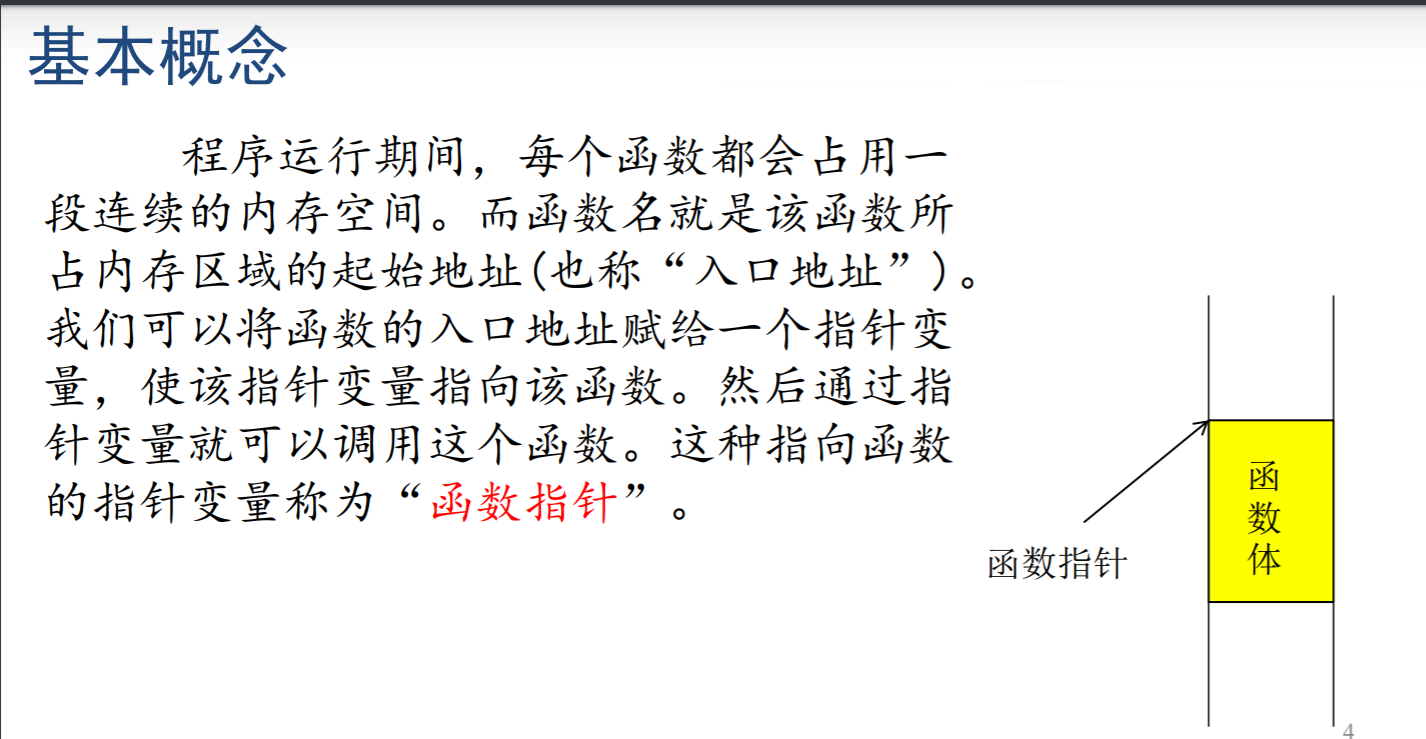 基本概念
程序运行期间，每个函数都会占用一
段连续的内存空间。而函数名就是该函数所
占内存区域的起始地址(也称“入口地址”)。
我们可以将函数的入口地址赋给一个指针变
量，使该指针变量指向该函数。然后通过指
针变量就可以调用这个函数。这种指向函数
的指针变量称为“函数指针”。
函数指针
函
数
体
4